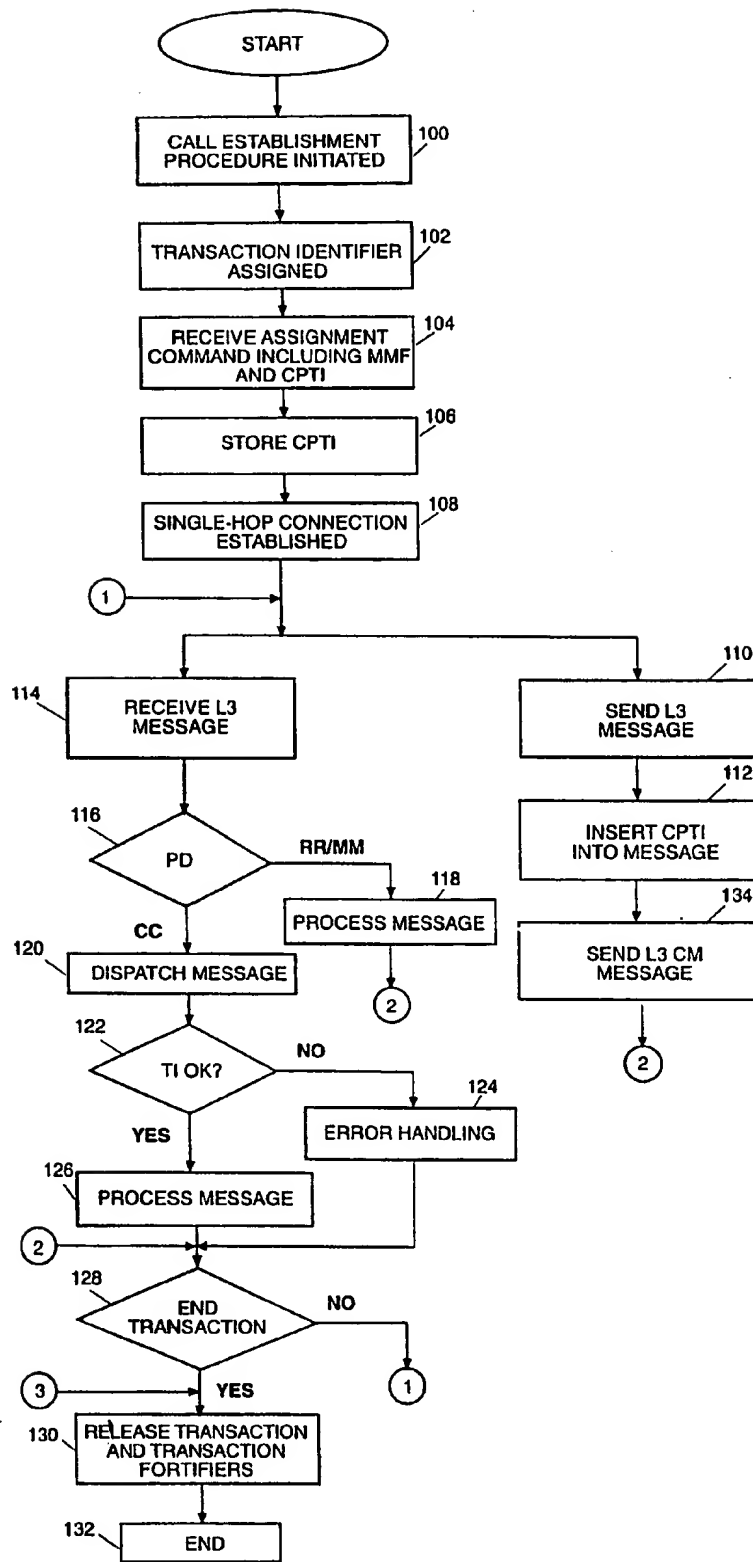 START
CALL ESTABLISHMENT
PROCEDURE INITIATED
100
TRANSACTION IDENTIFIER
ASSIGNED
102
RECEIVE ASSIGNMENT
COMMAND INCLUDING MMF
AND CPTI
104
STORE CPTI
106
SINGLE-HOP CONNECTION
ESTABLISHED
108
1
114
RECEIVE L3
MESSAGE
110
SEND L3
MESSAGE
116
PD
RR/MM
CC
118
PROCESS MESSAGE
2
112
INSERT CPTI
INTO MESSAGE
134
SEND L3 CM
MESSAGE
2
120
DISPATCH MESSAGE
122
TI OK?
NO
YES
124
ERROR HANDLING
126
PROCESS MESSAGE
2
128
END
TRANSACTION
NO
1
3
YES
130
RELEASE TRANSACTION
AND TRANSACTION
FORTIFIERS
132
END